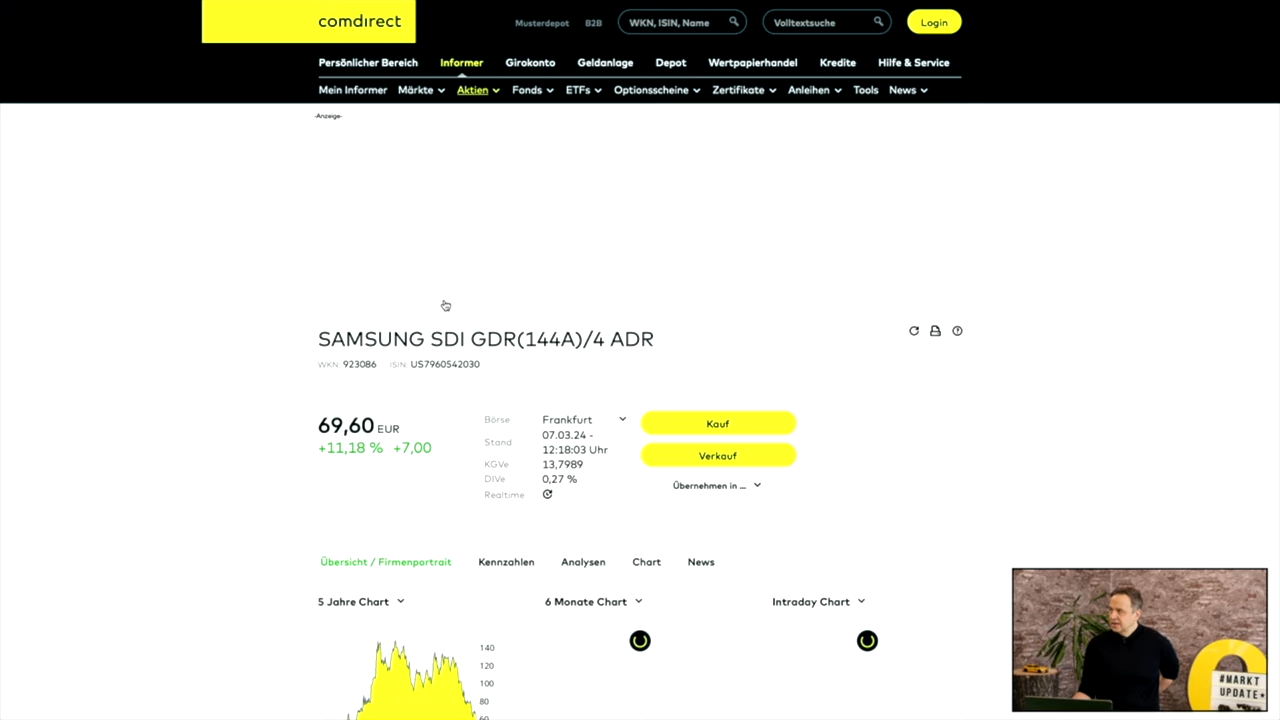 comdirect
Musterdepot B2B WKN, ISIN, Name Volltextsuche Login
Persönlicher Bereich Informer Girokonto Geldanlage Depot Wertpapierhandel Kredite Hilfe & Service
Mein Informer Märkte Aktien Fonds ETFs Optionsscheine Zertifikate Anleihen Tools News
-Anzeige-
SAMSUNG SDI GDR(144A)/4 ADR
WKN 923086 ISIN US7960542030
69,60 EUR
+11,18 % +7,00
Börse Frankfurt
Stand 07.03.24 -
12:18:03 Uhr
KGVe 13,7989
DIVe 0,27 %
Realtime
Kauf
Verkauf
Übernehmen in ...
Übersicht / Firmenportrait Kennzahlen Analysen Chart News
5 Jahre Chart 6 Monate Chart Intraday Chart
140
120
100
80
60
#MARKT
UPDATE